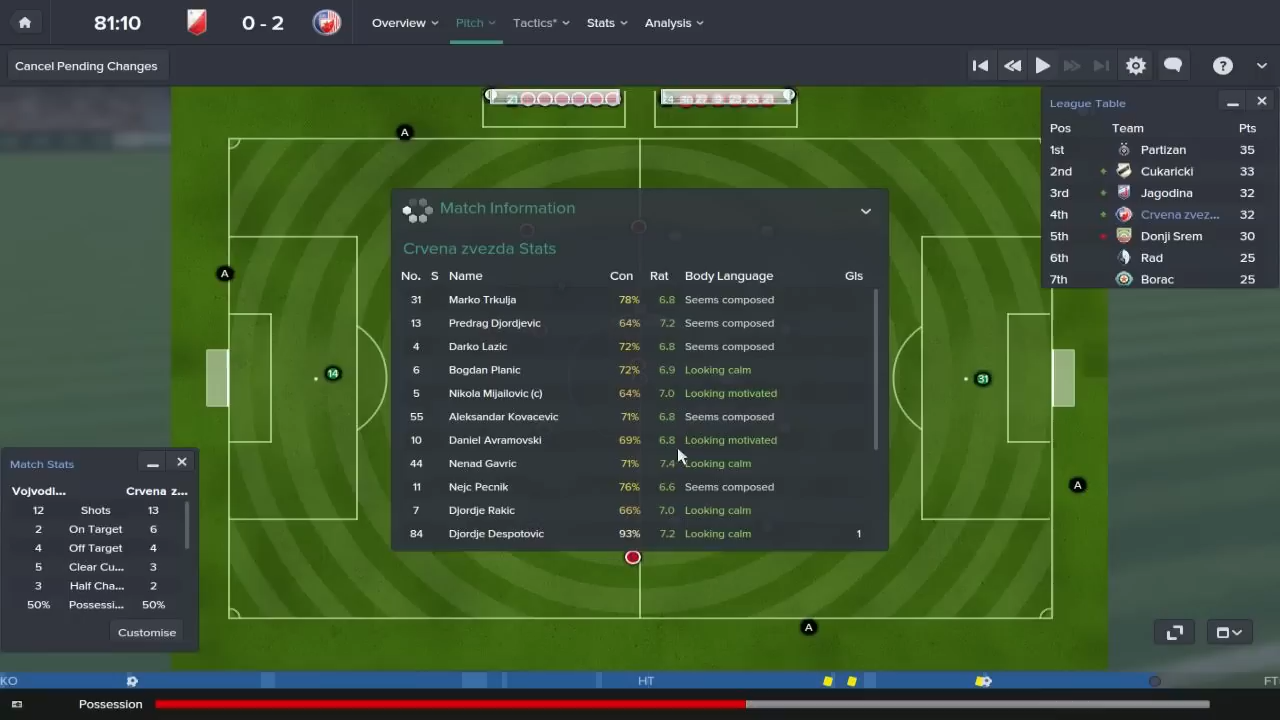 81:10 0 - 2 Overview Pitch Tactics* Stats Analysis
Cancel Pending Changes
?
League Table
Pos Team Pts
1st Partizan 35
2nd Cukaricki 33
3rd Jagodina 32
4th Crvena zvez... 32
5th Donji Srem 30
6th Rad 25
7th Borac 25
A
A
14
31
A
A
Match Information
Crvena zvezda Stats
No. S Name Con Rat Body Language Gls
31 Marko Trkulja 78% 6.8 Seems composed
13 Predrag Djordjevic 64% 7.2 Seems composed
4 Darko Lazic 72% 6.8 Seems composed
6 Bogdan Planic 72% 6.9 Looking calm
5 Nikola Mijailovic (c) 64% 7.0 Looking motivated
55 Aleksandar Kovacevic 71% 6.8 Seems composed
10 Daniel Avramovski 69% 6.8 Looking motivated
44 Nenad Gavric 71% 7.4 Looking calm
11 Nejc Pecnik 76% 6.6 Seems composed
7 Djordje Rakic 66% 7.0 Looking calm
84 Djordje Despotovic 93% 7.2 Looking calm 1
Match Stats
Vojvodi... Crvena z...
12 Shots 13
2 On Target 6
4 Off Target 4
5 Clear Cu... 3
3 Half Cha... 2
50% Possessi... 50%
Customise
KO HT FT
Possession